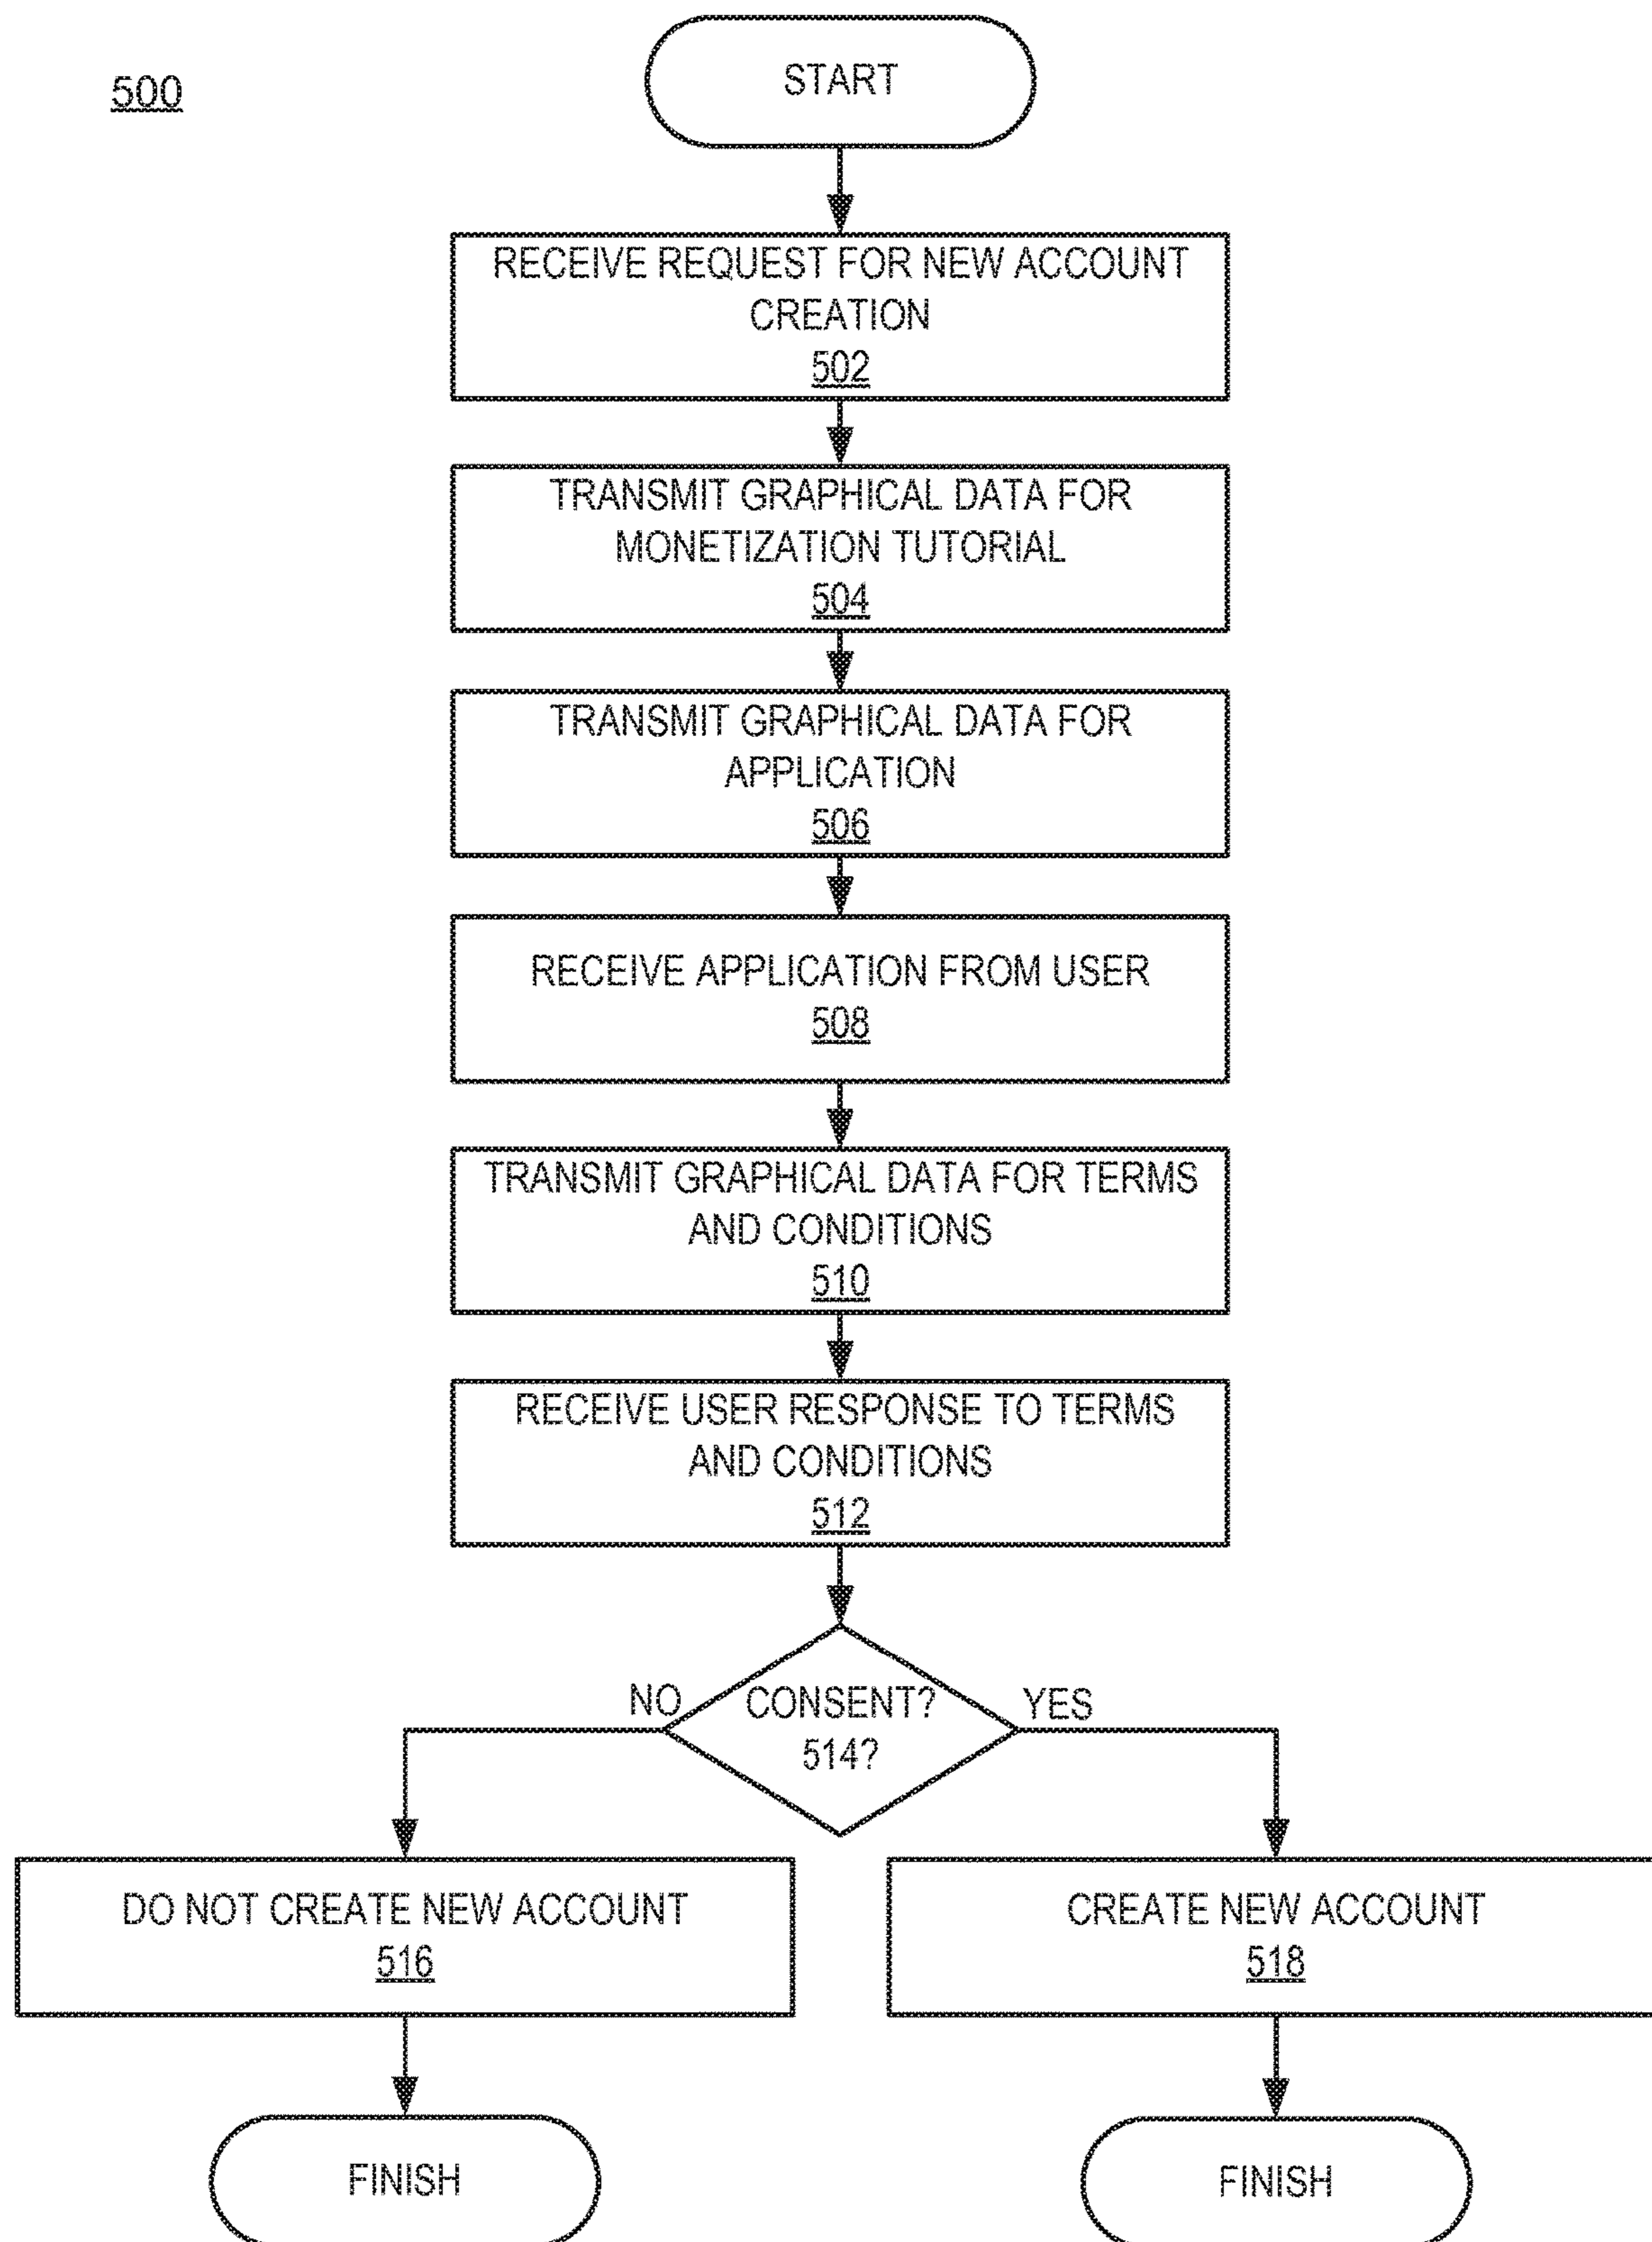 500
START
RECEIVE REQUEST FOR NEW ACCOUNT
CREATION
502
TRANSMIT GRAPHICAL DATA FOR
MONETIZATION TUTORIAL
504
TRANSMIT GRAPHICAL DATA FOR
APPLICATION
506
RECEIVE APPLICATION FROM USER
508
TRANSMIT GRAPHICAL DATA FOR TERMS
AND CONDITIONS
510
RECEIVE USER RESPONSE TO TERMS
AND CONDITIONS
512
NO
CONSENT?
514?
YES
DO NOT CREATE NEW ACCOUNT
516
CREATE NEW ACCOUNT
518
FINISH
FINISH